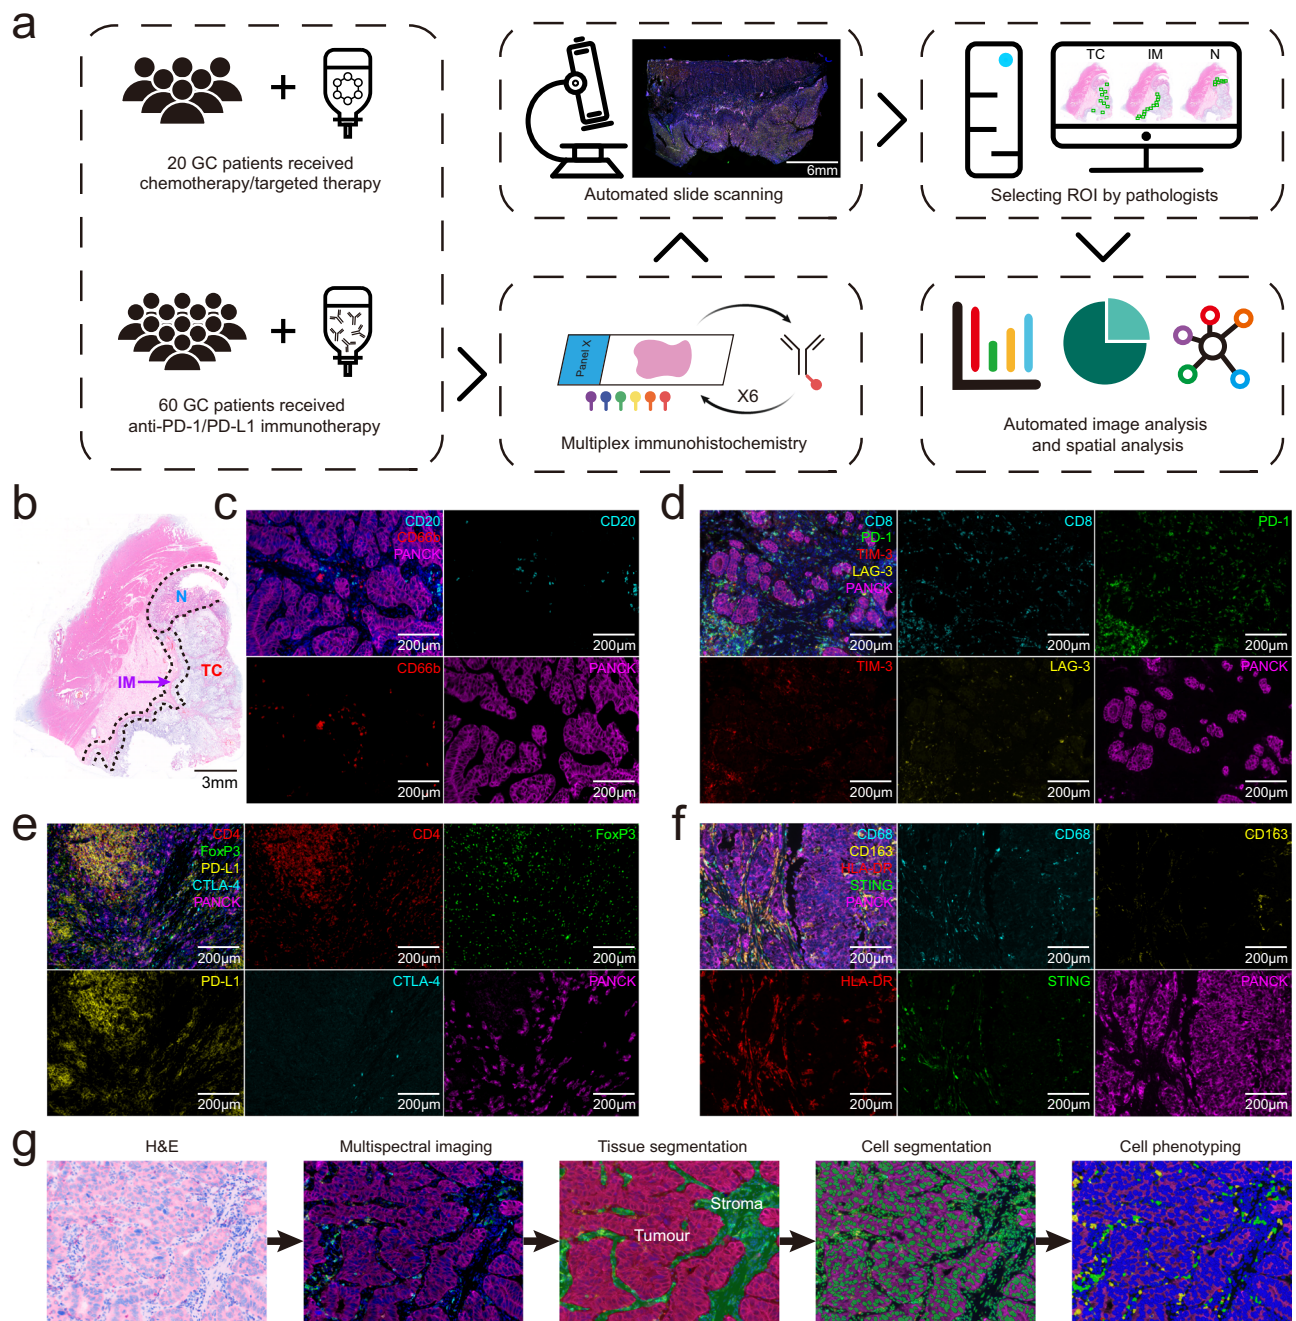 a
20 GC patients received
chemotherapy/targeted therapy
60 GC patients received
anti-PD-1/PD-L1 immunotherapy
6mm
Automated slide scanning
TC
IM
N
Selecting ROI by pathologists
Panel X
X6
Multiplex immunohistochemistry
Automated image analysis
and spatial analysis
b
N
TC
IM
3mm
c
CD20
CD66b
PANCK
200μm
CD20
200μm
CD66b
200μm
PANCK
200μm
d
CD8
PD-1
TIM-3
LAG-3
PANCK
200μm
CD8
200μm
PD-1
200μm
TIM-3
200μm
LAG-3
200μm
PANCK
200μm
e
CD4
FoxP3
PD-L1
CTLA-4
PANCK
200μm
CD4
200μm
FoxP3
200μm
PD-L1
200μm
CTLA-4
200μm
PANCK
200μm
f
CD68
CD163
HLA-DR
STING
PANCK
200μm
CD68
200μm
CD163
200μm
HLA-DR
200μm
STING
200μm
PANCK
200μm
g
H&E
Multispectral imaging
Tissue segmentation
Cell segmentation
Cell phenotyping
Stroma
Tumour